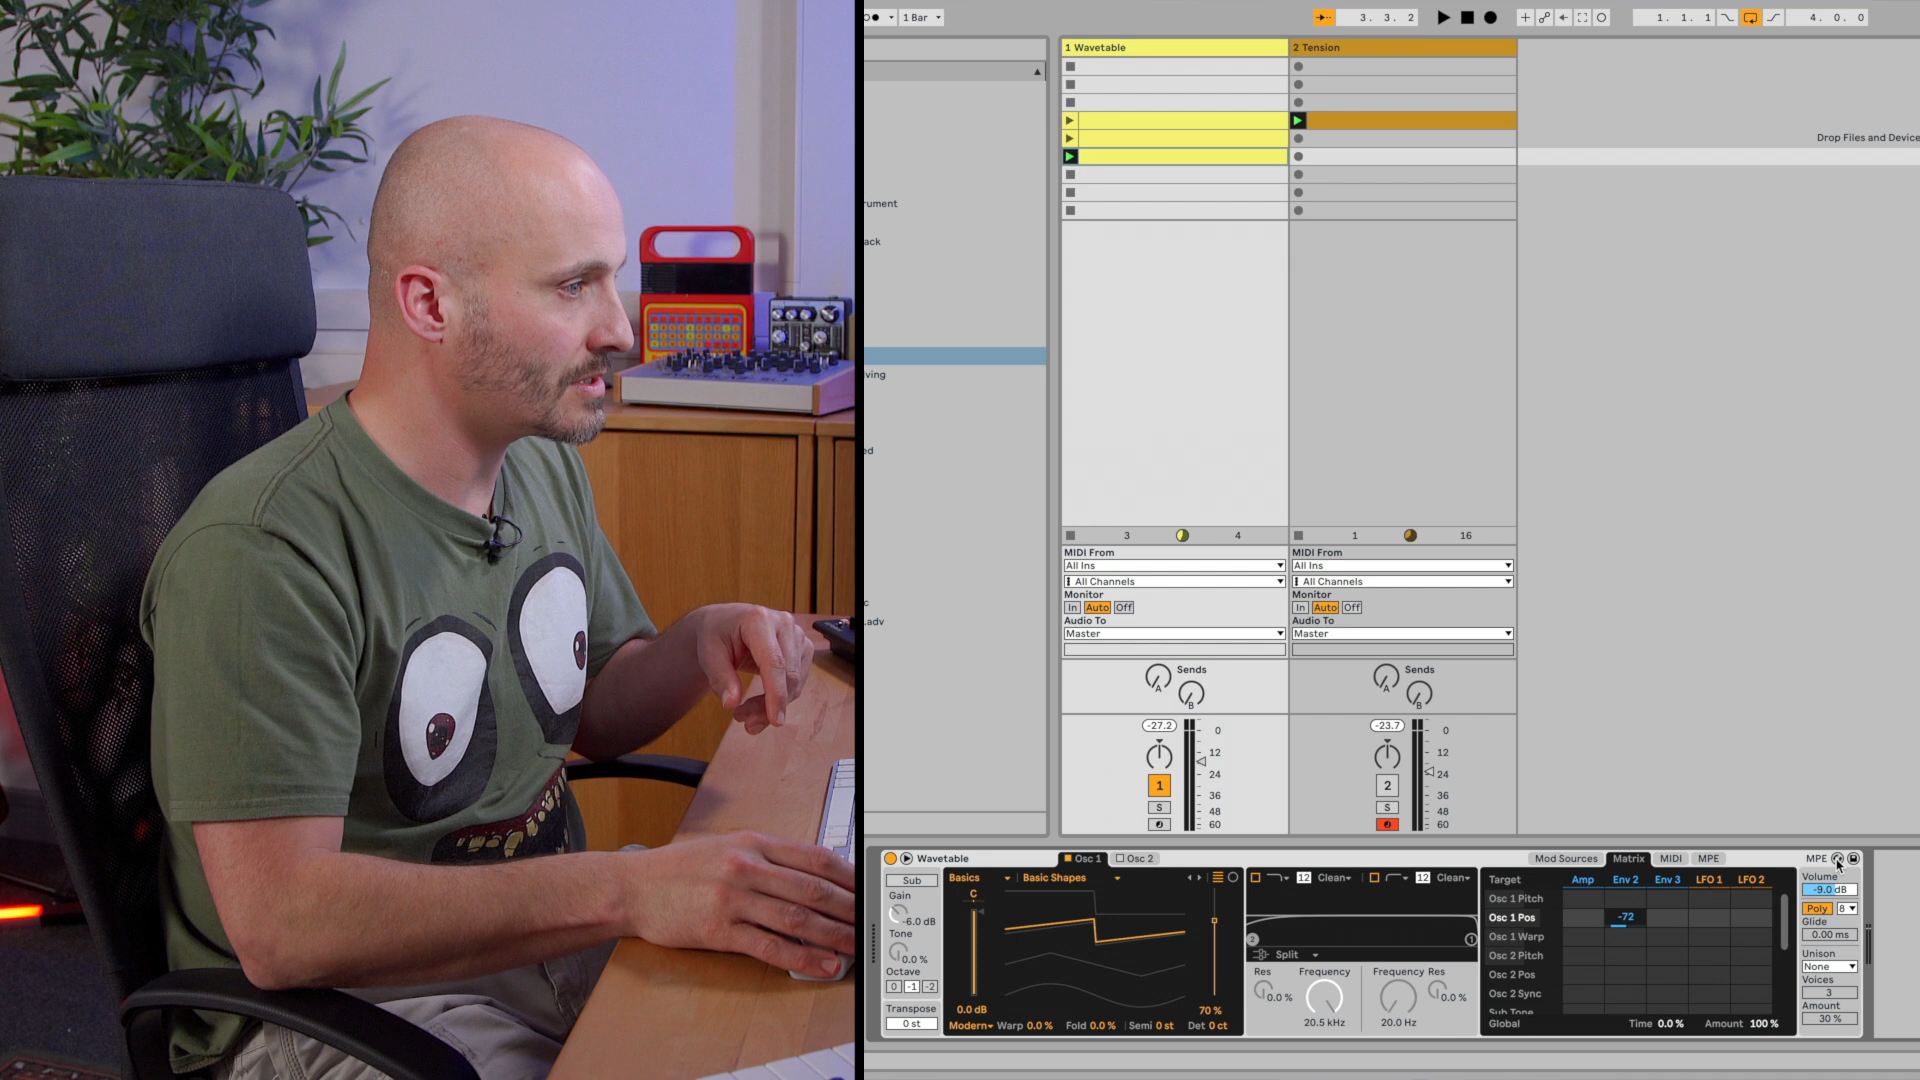 1 Bar
3. 3. 2
1. 1. 1
4. 0. 0
1 Wavetable
2 Tension
Drop Files and Device
rument
ack
lving
ed
c
.adv
3
4
1
16
MIDI From
MIDI From
All Ins
All Ins
All Channels
All Channels
Monitor
Monitor
In Auto Off
In Auto Off
Audio To
Audio To
Master
Master
Sends
Sends
A
B
A
B
-27.2
-23.7
0
12
24
36
48
60
0
12
24
36
48
60
1
S
2
S
Wavetable
Osc 1
Osc 2
Mod Sources
Matrix
MIDI
MPE
MPE
Sub
Gain
-6.0 dB
Tone
0.0 %
Octave
0 -1 -2
Transpose
0 st
Basics
Basic Shapes
C
0.0 dB
70 %
Modern Warp 0.0 % Fold 0.0 % Semi 0 st Det 0 ct
12 Clean
12 Clean
2
1
Split
Res
Frequency
Frequency
Res
0.0 %
0.0 %
20.5 kHz
20.0 Hz
Target Amp Env 2 Env 3 LFO 1 LFO 2
Osc 1 Pitch
Osc 1 Pos -72
Osc 1 Warp
Osc 2 Pitch
Osc 2 Pos
Osc 2 Sync
Sub Tone
Global Time 0.0 % Amount 100 %
Volume
-9.0 dB
Poly 8
Glide
0.00 ms
Unison
None
Voices
3
Amount
30 %